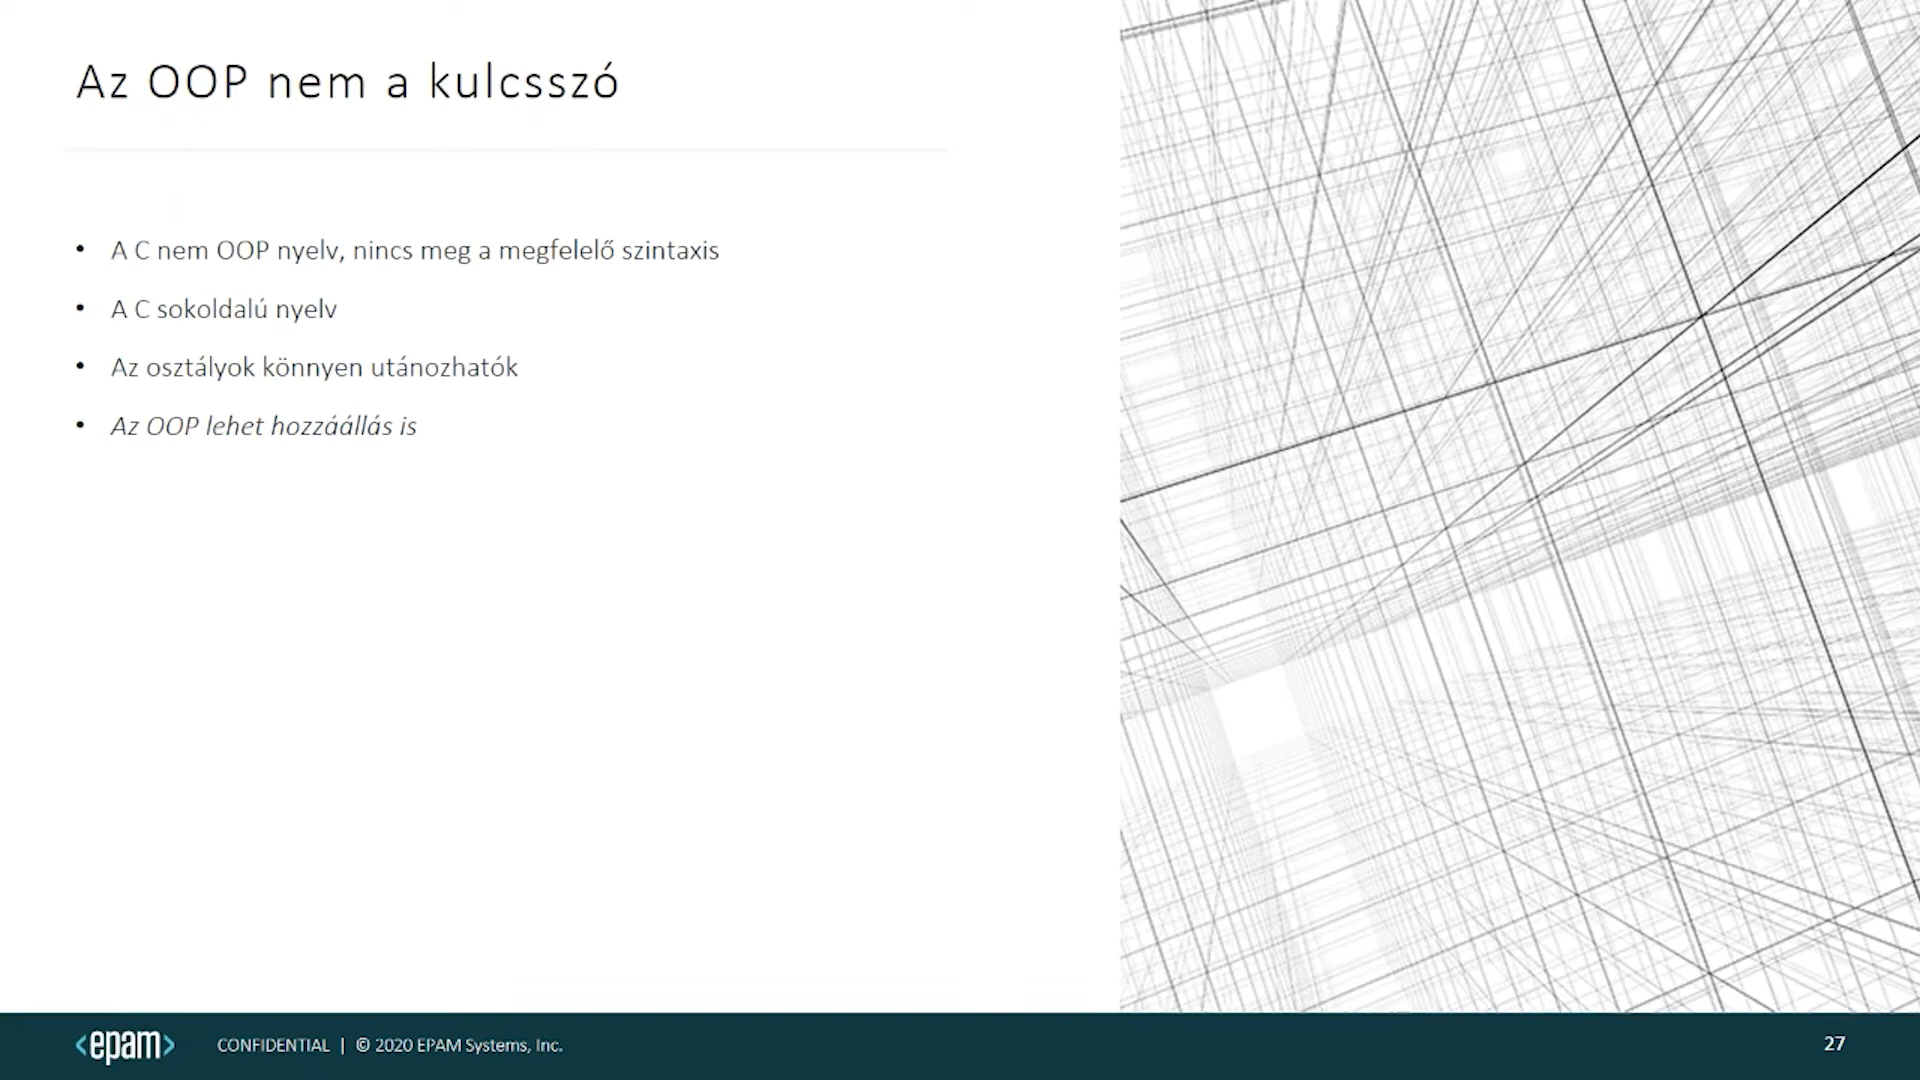 Az OOP nem a kulcsszó
• A C nem OOP nyelv, nincs meg a megfelelő szintaxis
• A C sokoldalú nyelv
• Az osztályok könnyen utánozhatók
• Az OOP lehet hozzáállás is
<epam> CONFIDENTIAL | © 2020 EPAM Systems, Inc. 27